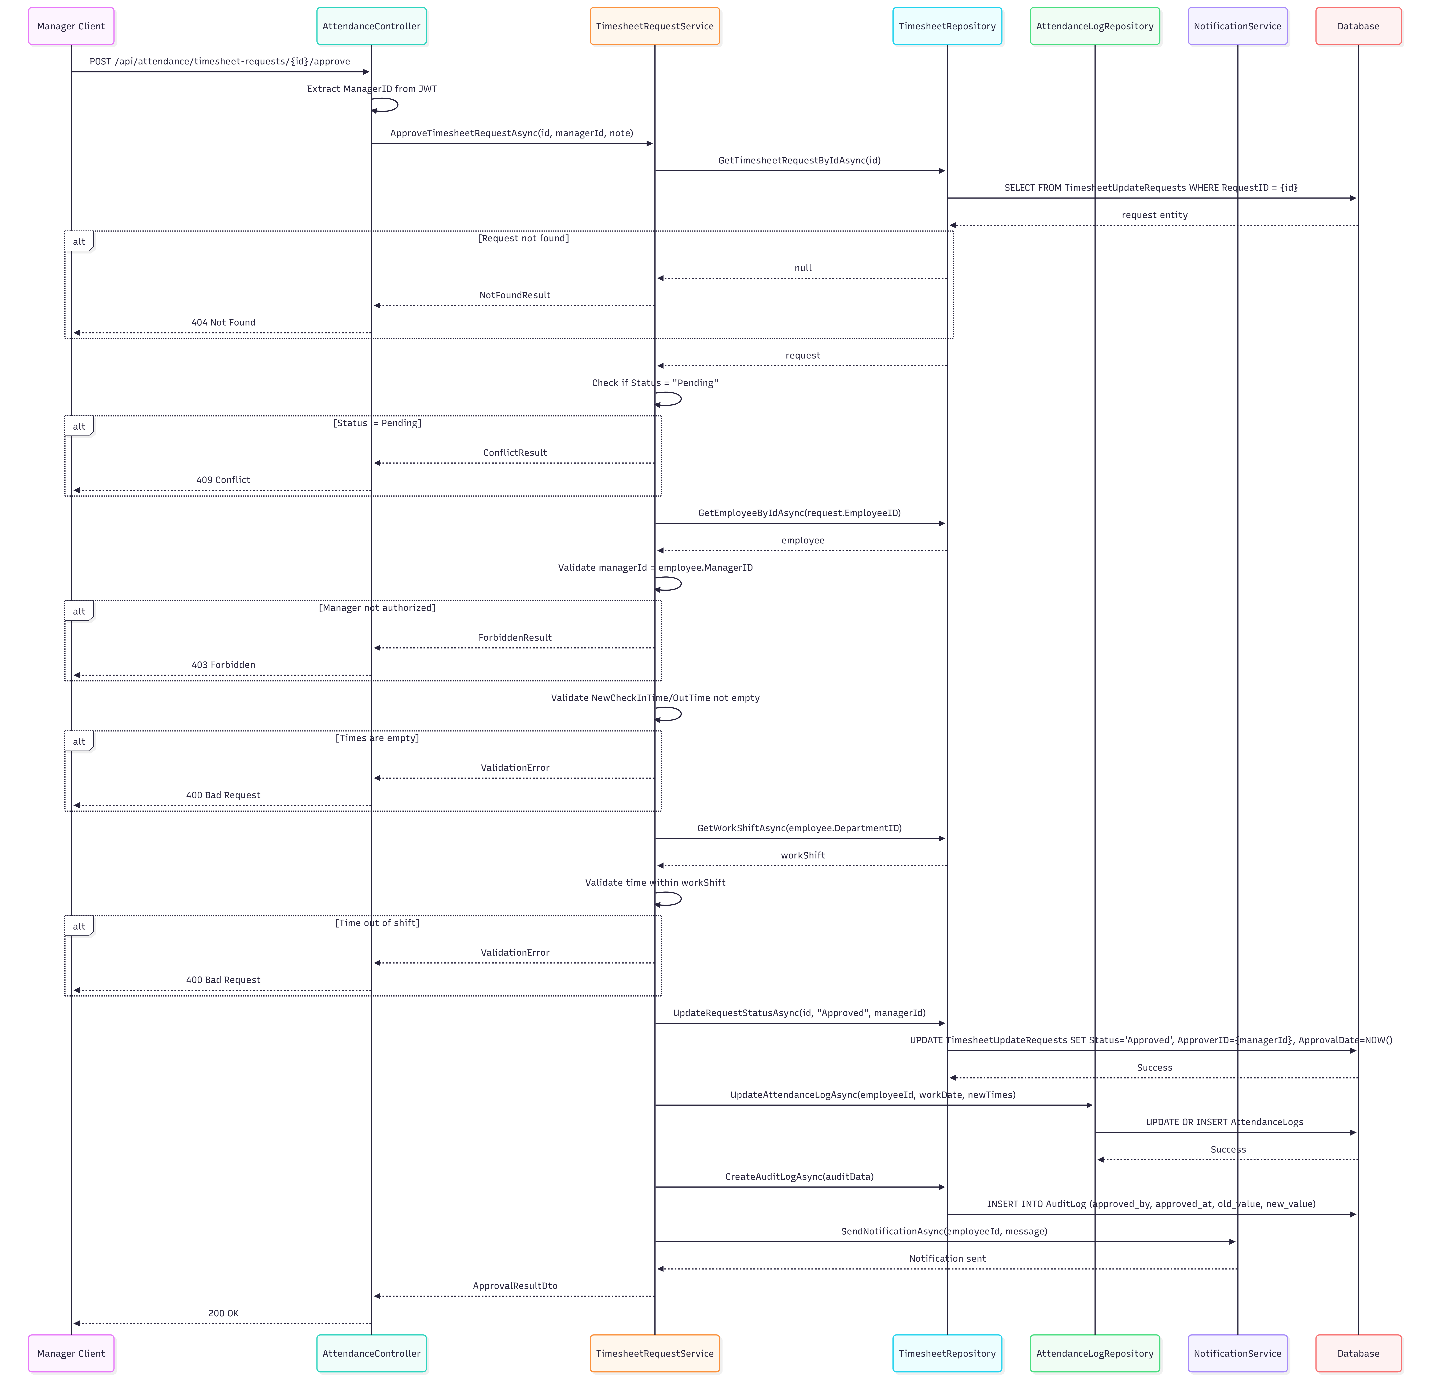 Manager Client
AttendanceController
TimesheetRequestService
TimesheetRepository
AttendanceLogRepository
NotificationService
Database
POST /api/attendance/timesheet-requests/{id}/approve
Extract ManagerID from JWT
ApproveTimesheetRequestAsync(id, managerId, note)
GetTimesheetRequestByIdAsync(id)
SELECT FROM TimesheetUpdateRequests WHERE RequestID = {id}
request entity
alt
[Request not found]
null
NotFoundResult
404 Not Found
request
Check if Status = "Pending"
alt
[Status != Pending]
ConflictResult
409 Conflict
GetEmployeeByIdAsync(request.EmployeeID)
employee
Validate managerId = employee.ManagerID
alt
[Manager not authorized]
ForbiddenResult
403 Forbidden
Validate NewCheckInTime/OutTime not empty
alt
[Times are empty]
ValidationError
400 Bad Request
GetWorkShiftAsync(employee.DepartmentID)
workShift
Validate time within workShift
alt
[Time out of shift]
ValidationError
400 Bad Request
UpdateRequestStatusAsync(id, "Approved", managerId)
UPDATE TimesheetUpdateRequests SET Status='Approved', ApproverID={managerId}, ApprovalDate=NOW()
Success
UpdateAttendanceLogAsync(employeeId, workDate, newTimes)
UPDATE OR INSERT AttendanceLogs
Success
CreateAuditLogAsync(auditData)
INSERT INTO AuditLog (approved_by, approved_at, old_value, new_value)
SendNotificationAsync(employeeId, message)
Notification sent
ApprovalResultDto
200 OK
Manager Client
AttendanceController
TimesheetRequestService
TimesheetRepository
AttendanceLogRepository
NotificationService
Database